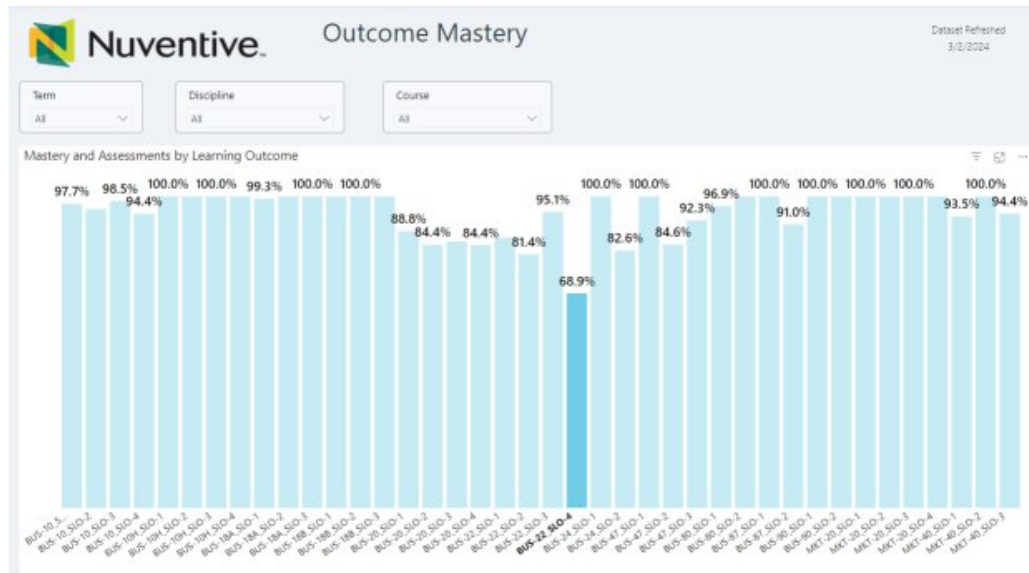 Nuventive.
Outcome Mastery
Dataset Refreshed
3/2/2024
Term
All
Discipline
All
Course
All
Mastery and Assessments by Learning Outcome
97.7%
98.5%
94.4%
100.0%
100.0%
99.3%
100.0%
100.0%
88.8%
84.4%
84.4%
81.4%
95.1%
68.9%
100.0%
82.6%
100.0%
84.6%
92.3%
96.9%
100.0%
91.0%
100.0%
100.0%
100.0%
93.5%
100.0%
94.4%
BUS-10_S...
BUS-10_SLO-2
BUS-10_SLO-3
BUS-10_SLO-4
BUS-10H_SLO-1
BUS-10H_SLO-2
BUS-10H_SLO-3
BUS-10H_SLO-4
BUS-18A_SLO-1
BUS-18A_SLO-2
BUS-18A_SLO-3
BUS-18B_SLO-1
BUS-18B_SLO-2
BUS-18B_SLO-3
BUS-20_SLO-1
BUS-20_SLO-2
BUS-20_SLO-3
BUS-20_SLO-4
BUS-22_SLO-1
BUS-22_SLO-2
BUS-22_SLO-3
BUS-22_SLO-4
BUS-24_SLO-1
BUS-24_SLO-2
BUS-47_SLO-1
BUS-47_SLO-2
BUS-47_SLO-3
BUS-80_SLO-1
BUS-80_SLO-2
BUS-87_SLO-1
BUS-87_SLO-2
BUS-90_SLO-1
BUS-90_SLO-2
MKT-20_SLO-1
MKT-20_SLO-3
MKT-20_SLO-4
MKT-40_SLO-1
MKT-40_SLO-2
MKT-40_SLO-3